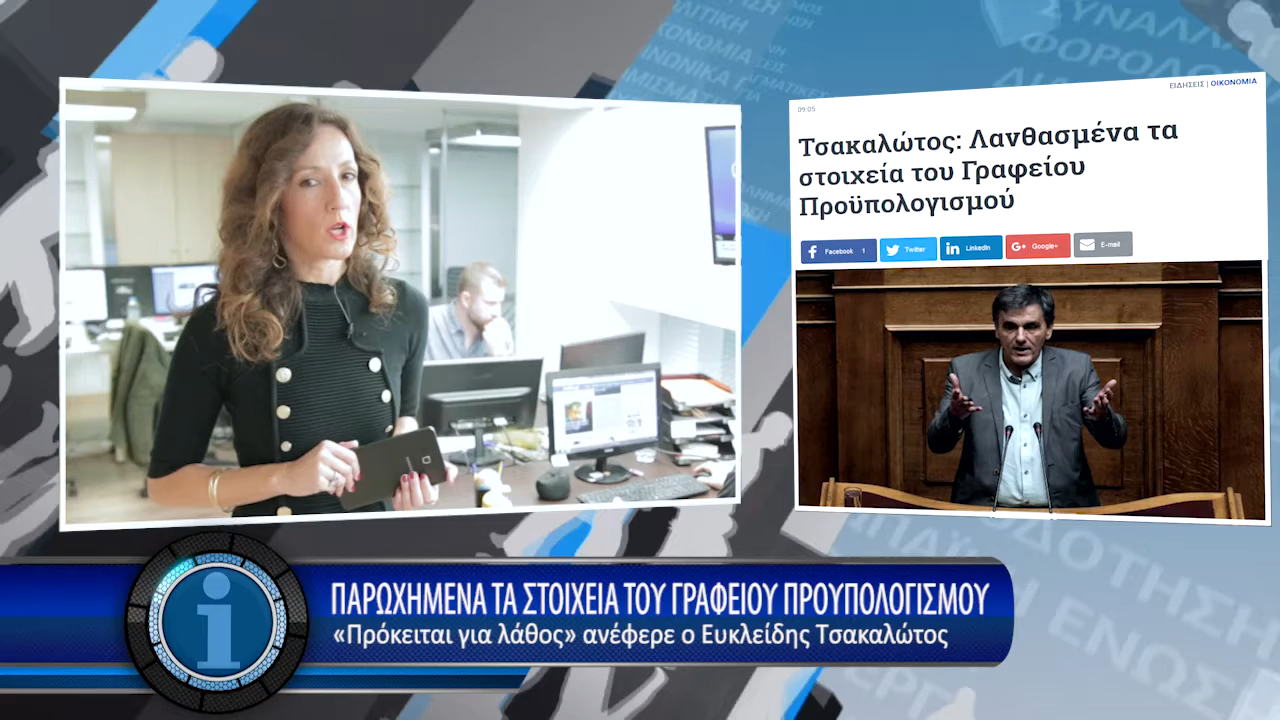 ΕΙΔΗΣΕΙΣ | ΟΙΚΟΝΟΜΙΑ
09:05
Τσακαλώτος: Λανθασμένα τα
στοιχεία του Γραφείου
Προϋπολογισμού
Facebook 1
Twitter
LinkedIn
Google+
E-mail
ΠΑΡΩΧΗΜΕΝΑ ΤΑ ΣΤΟΙΧΕΙΑ ΤΟΥ ΓΡΑΦΕΙΟΥ ΠΡΟΥΠΟΛΟΓΙΣΜΟΥ
«Πρόκειται για λάθος» ανέφερε ο Ευκλείδης Τσακαλώτος